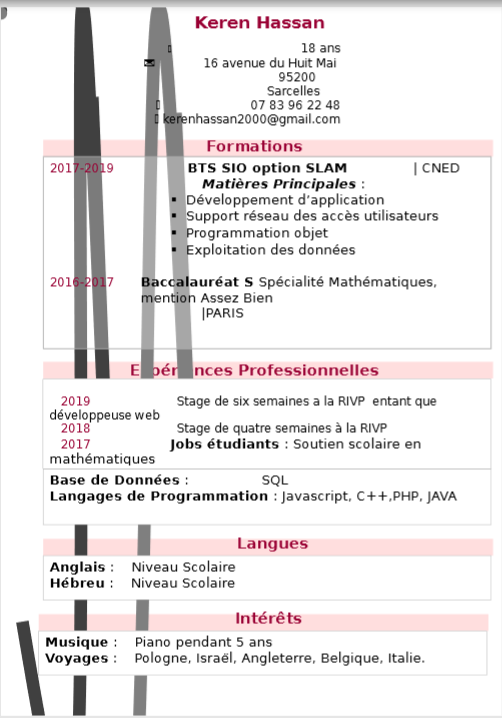 Keren Hassan
18 ans
16 avenue du Huit Mai
95200
Sarcelles
07 83 96 22 48
kerenhassan2000@gmail.com
Formations
2017-2019 BTS SIO option SLAM | CNED
Matières Principales :
▪ Développement d’application
▪ Support réseau des accès utilisateurs
▪ Programmation objet
▪ Exploitation des données
2016-2017 Baccalauréat S Spécialité Mathématiques,
mention Assez Bien
|PARIS
Expériences Professionnelles
2019 Stage de six semaines a la RIVP entant que
développeuse web
2018 Stage de quatre semaines à la RIVP
2017 Jobs étudiants : Soutien scolaire en
mathématiques
Base de Données : SQL
Langages de Programmation : Javascript, C++,PHP, JAVA
Langues
Anglais : Niveau Scolaire
Hébreu : Niveau Scolaire
Intérêts
Musique : Piano pendant 5 ans
Voyages : Pologne, Israël, Angleterre, Belgique, Italie.